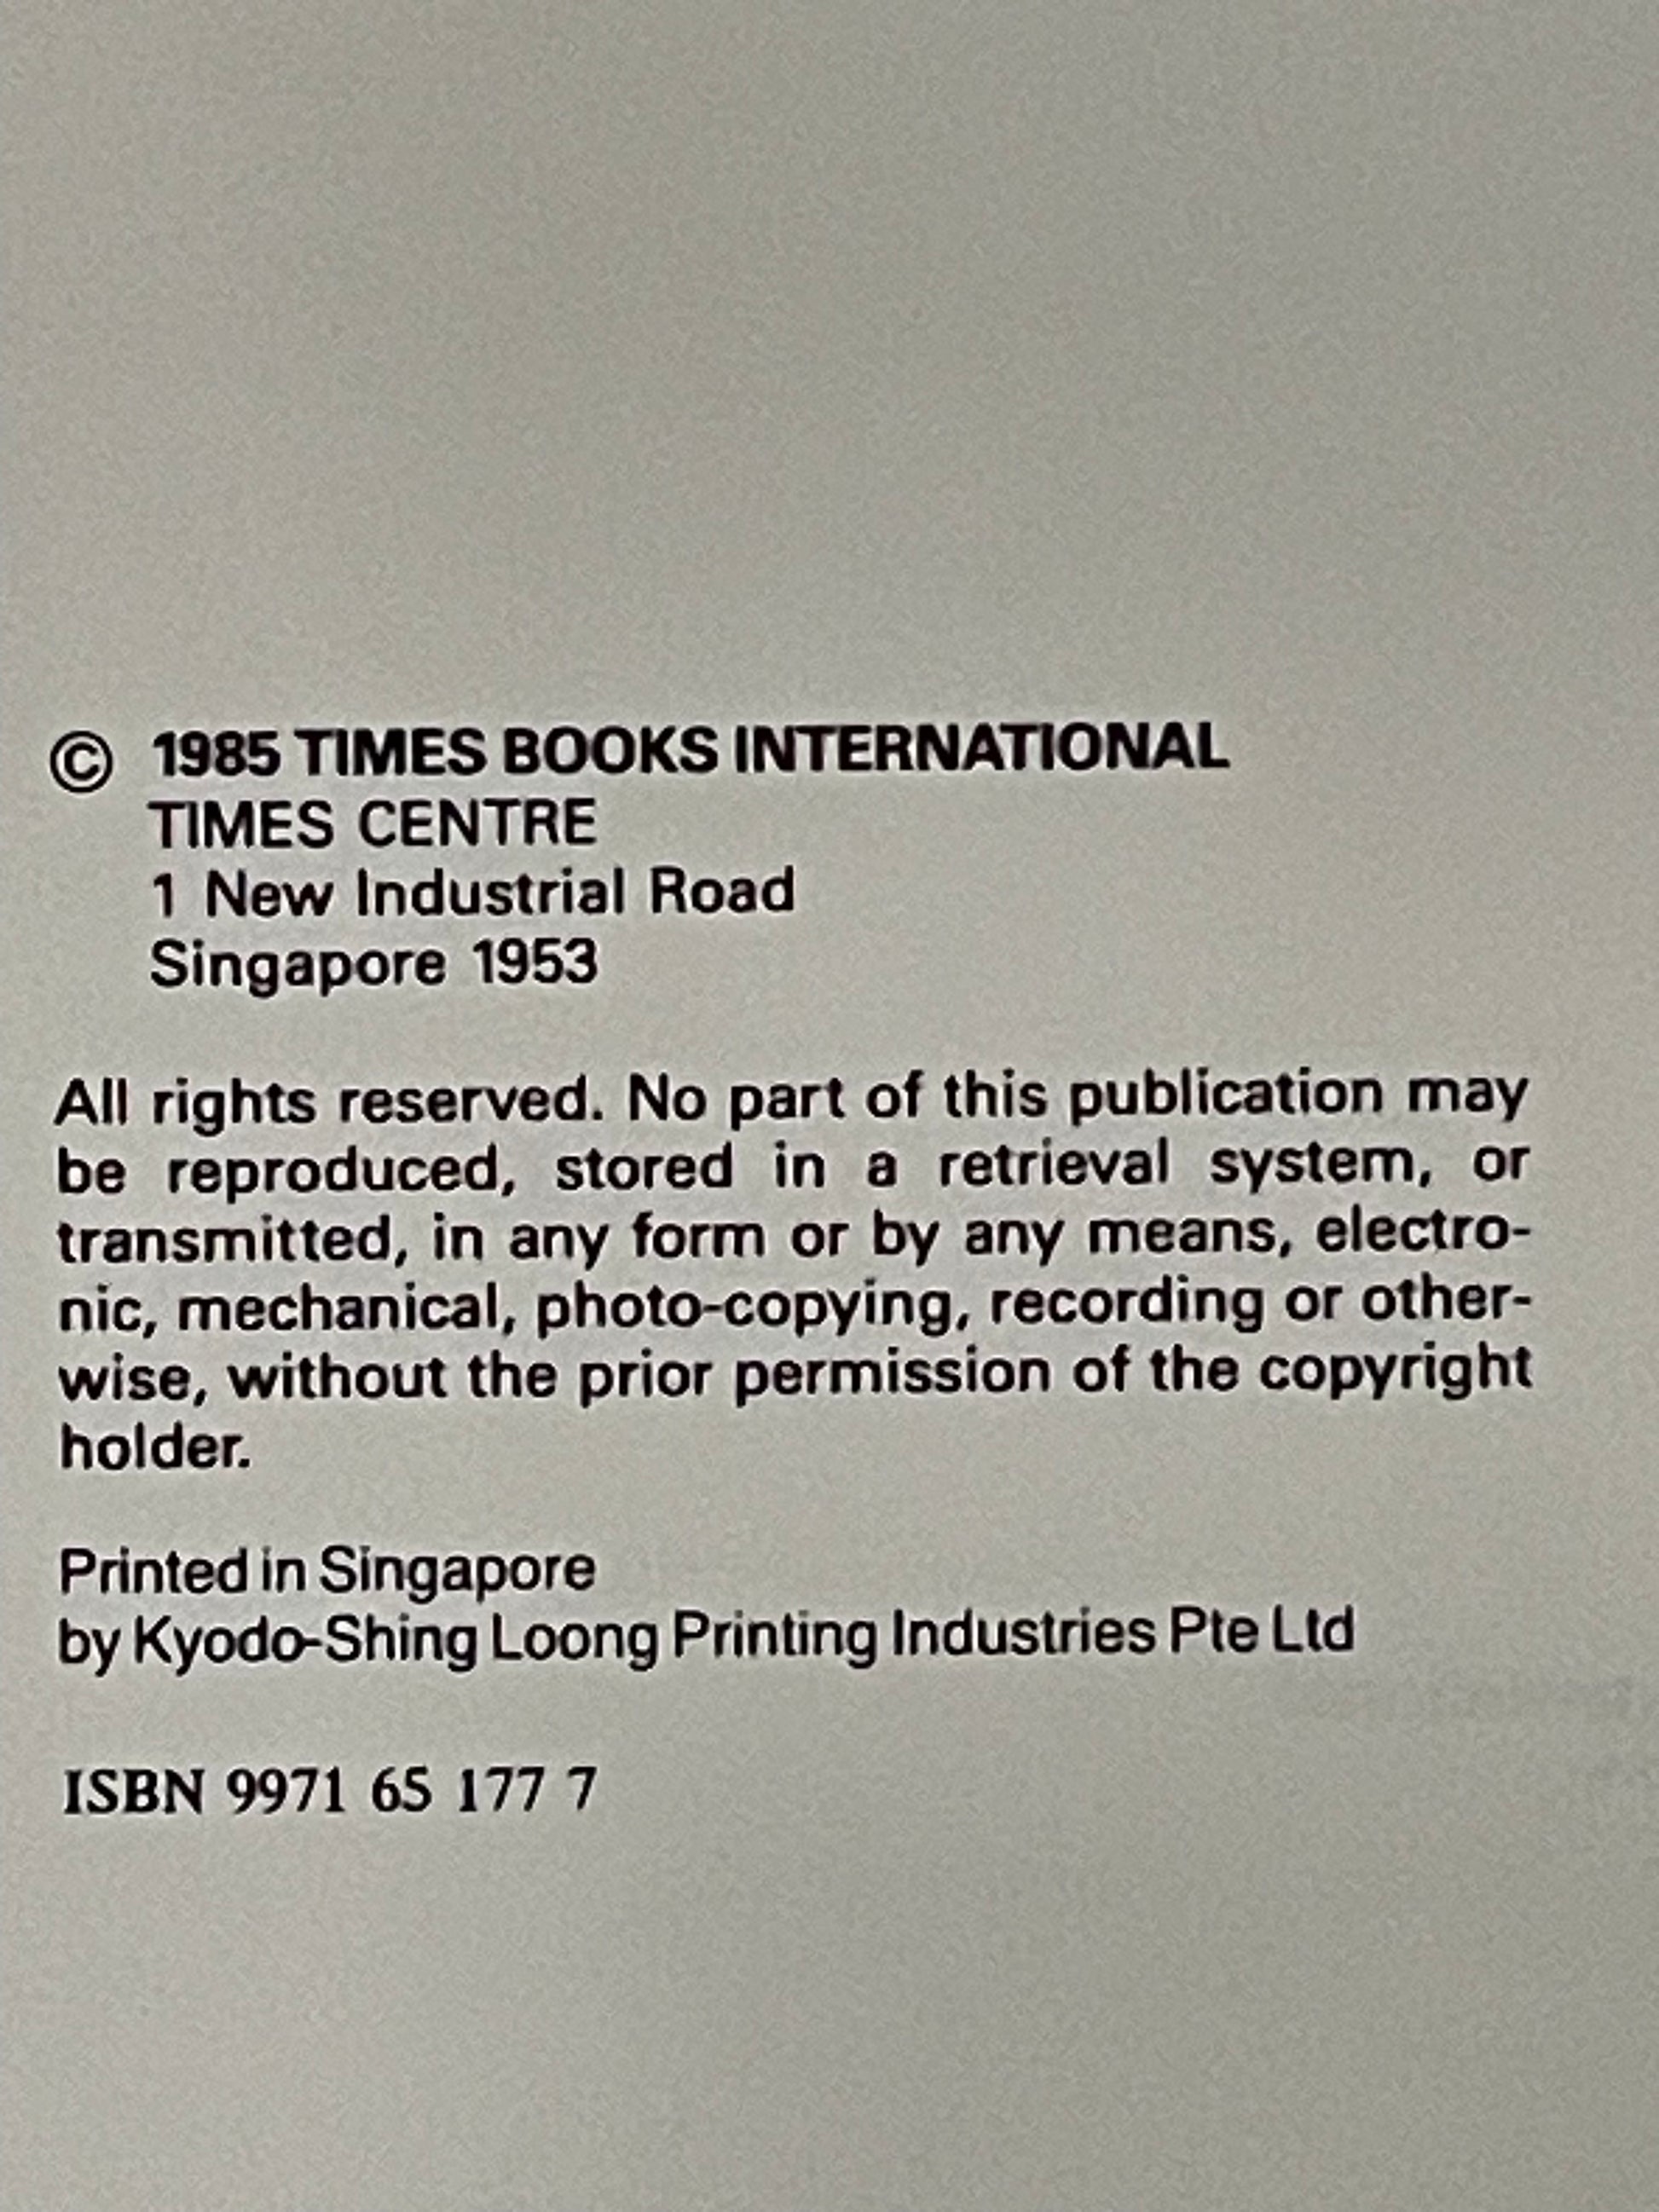 © 1985 TIMES BOOKS INTERNATIONAL
TIMES CENTRE
1 New Industrial Road
Singapore 1953
All rights reserved. No part of this publication may
be reproduced, stored in a retrieval system, or
transmitted, in any form or by any means, electro-
nic, mechanical, photo-copying, recording or other-
wise, without the prior permission of the copyright
holder.
Printed in Singapore
by Kyodo-Shing Loong Printing Industries Pte Ltd
ISBN 9971 65 177 7